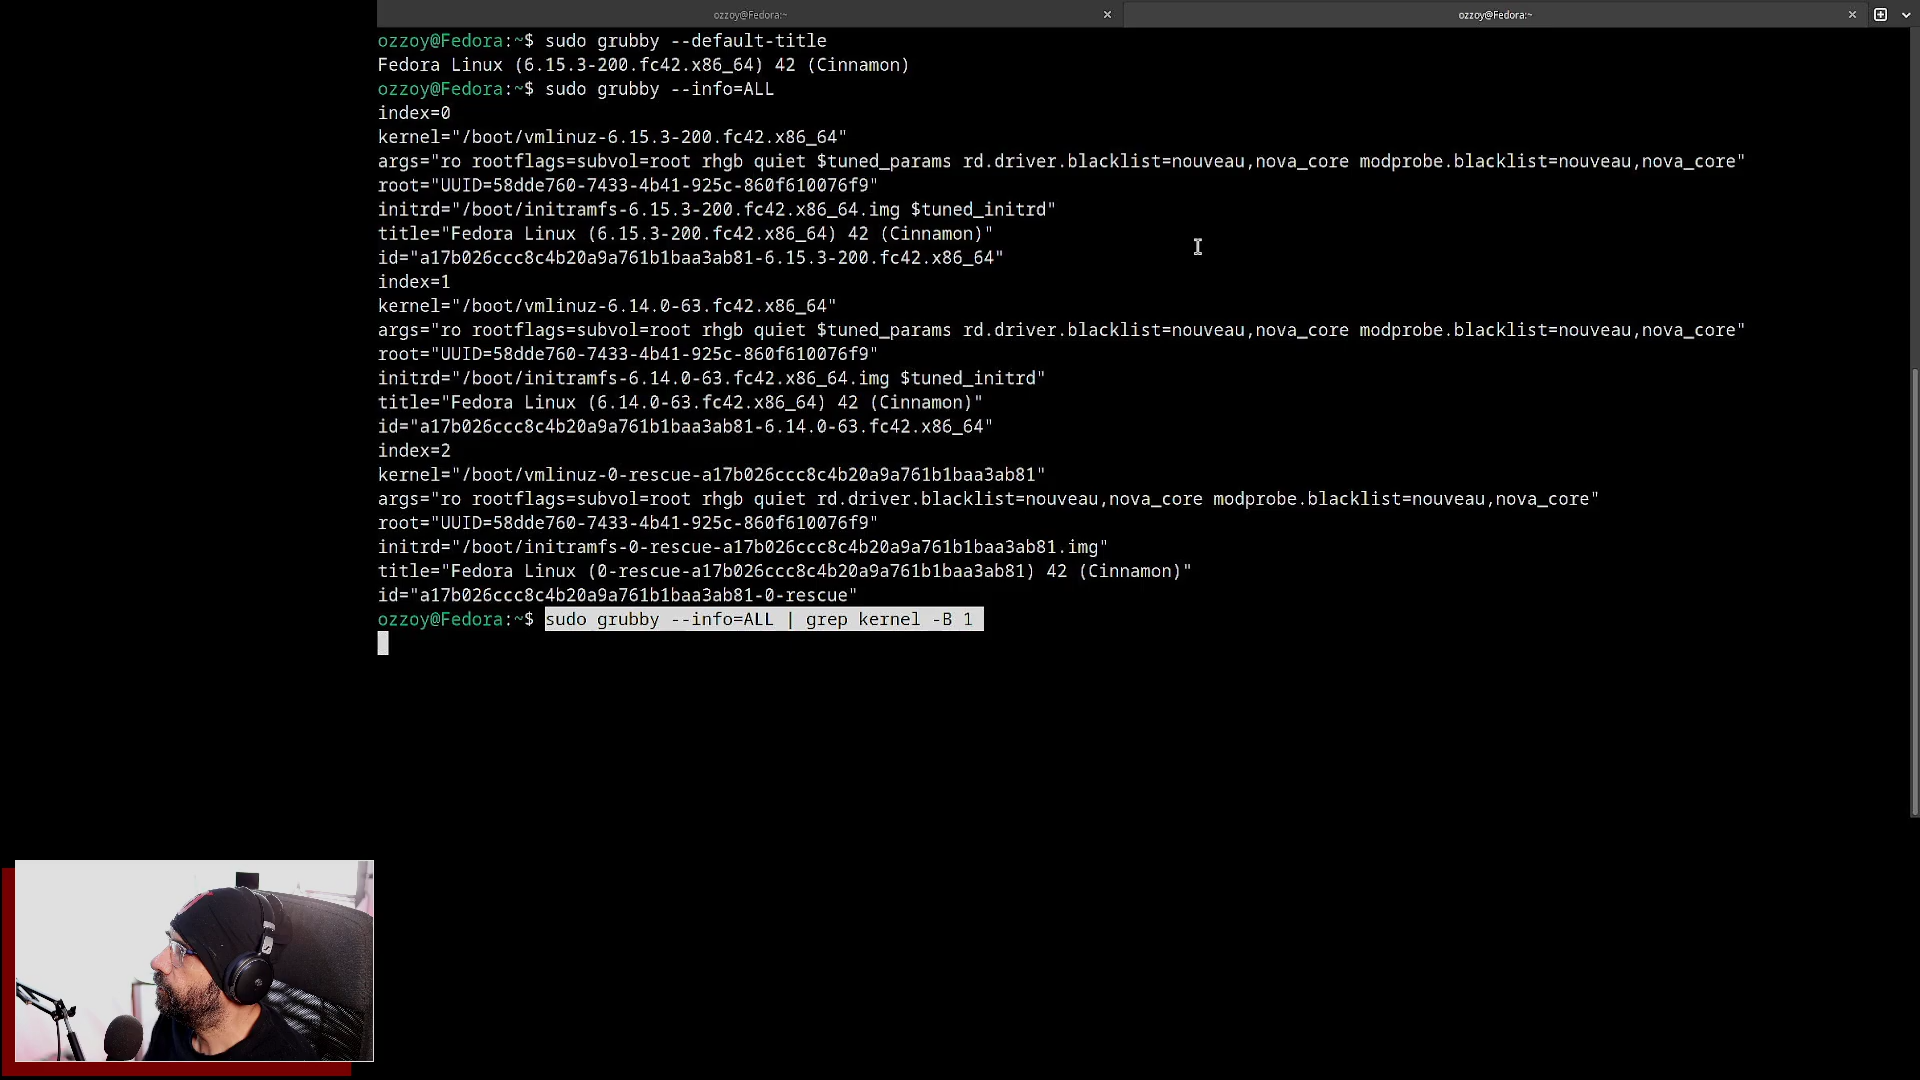 ozzoy@Fedora:~
ozzoy@Fedora:~
ozzoy@Fedora:~$ sudo grubby --default-title
Fedora Linux (6.15.3-200.fc42.x86_64) 42 (Cinnamon)
ozzoy@Fedora:~$ sudo grubby --info=ALL
index=0
kernel="/boot/vmlinuz-6.15.3-200.fc42.x86_64"
args="ro rootflags=subvol=root rhgb quiet $tuned_params rd.driver.blacklist=nouveau,nova_core modprobe.blacklist=nouveau,nova_core"
root="UUID=58dde760-7433-4b41-925c-860f610076f9"
initrd="/boot/initramfs-6.15.3-200.fc42.x86_64.img $tuned_initrd"
title="Fedora Linux (6.15.3-200.fc42.x86_64) 42 (Cinnamon)"
id="a17b026ccc8c4b20a9a761b1baa3ab81-6.15.3-200.fc42.x86_64"
index=1
kernel="/boot/vmlinuz-6.14.0-63.fc42.x86_64"
args="ro rootflags=subvol=root rhgb quiet $tuned_params rd.driver.blacklist=nouveau,nova_core modprobe.blacklist=nouveau,nova_core"
root="UUID=58dde760-7433-4b41-925c-860f610076f9"
initrd="/boot/initramfs-6.14.0-63.fc42.x86_64.img $tuned_initrd"
title="Fedora Linux (6.14.0-63.fc42.x86_64) 42 (Cinnamon)"
id="a17b026ccc8c4b20a9a761b1baa3ab81-6.14.0-63.fc42.x86_64"
index=2
kernel="/boot/vmlinuz-0-rescue-a17b026ccc8c4b20a9a761b1baa3ab81"
args="ro rootflags=subvol=root rhgb quiet rd.driver.blacklist=nouveau,nova_core modprobe.blacklist=nouveau,nova_core"
root="UUID=58dde760-7433-4b41-925c-860f610076f9"
initrd="/boot/initramfs-0-rescue-a17b026ccc8c4b20a9a761b1baa3ab81.img"
title="Fedora Linux (0-rescue-a17b026ccc8c4b20a9a761b1baa3ab81) 42 (Cinnamon)"
id="a17b026ccc8c4b20a9a761b1baa3ab81-0-rescue"
ozzoy@Fedora:~$ sudo grubby --info=ALL | grep kernel -B 1